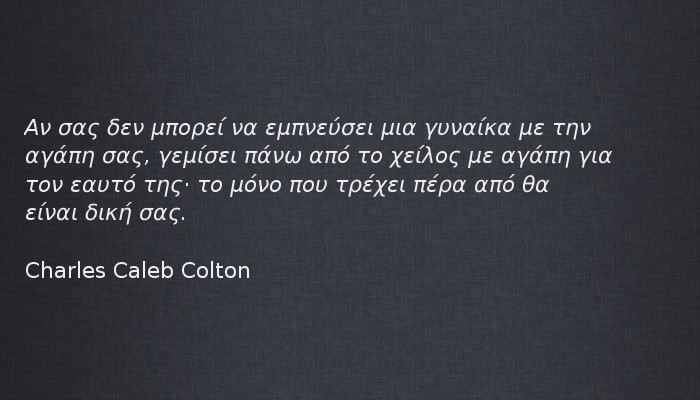 Αν σας δεν μπορεί να εμπνεύσει μια γυναίκα με την
αγάπη σας, γεμίσει πάνω από το χείλος με αγάπη για
τον εαυτό της· το μόνο που τρέχει πέρα από θα
είναι δική σας.
Charles Caleb Colton